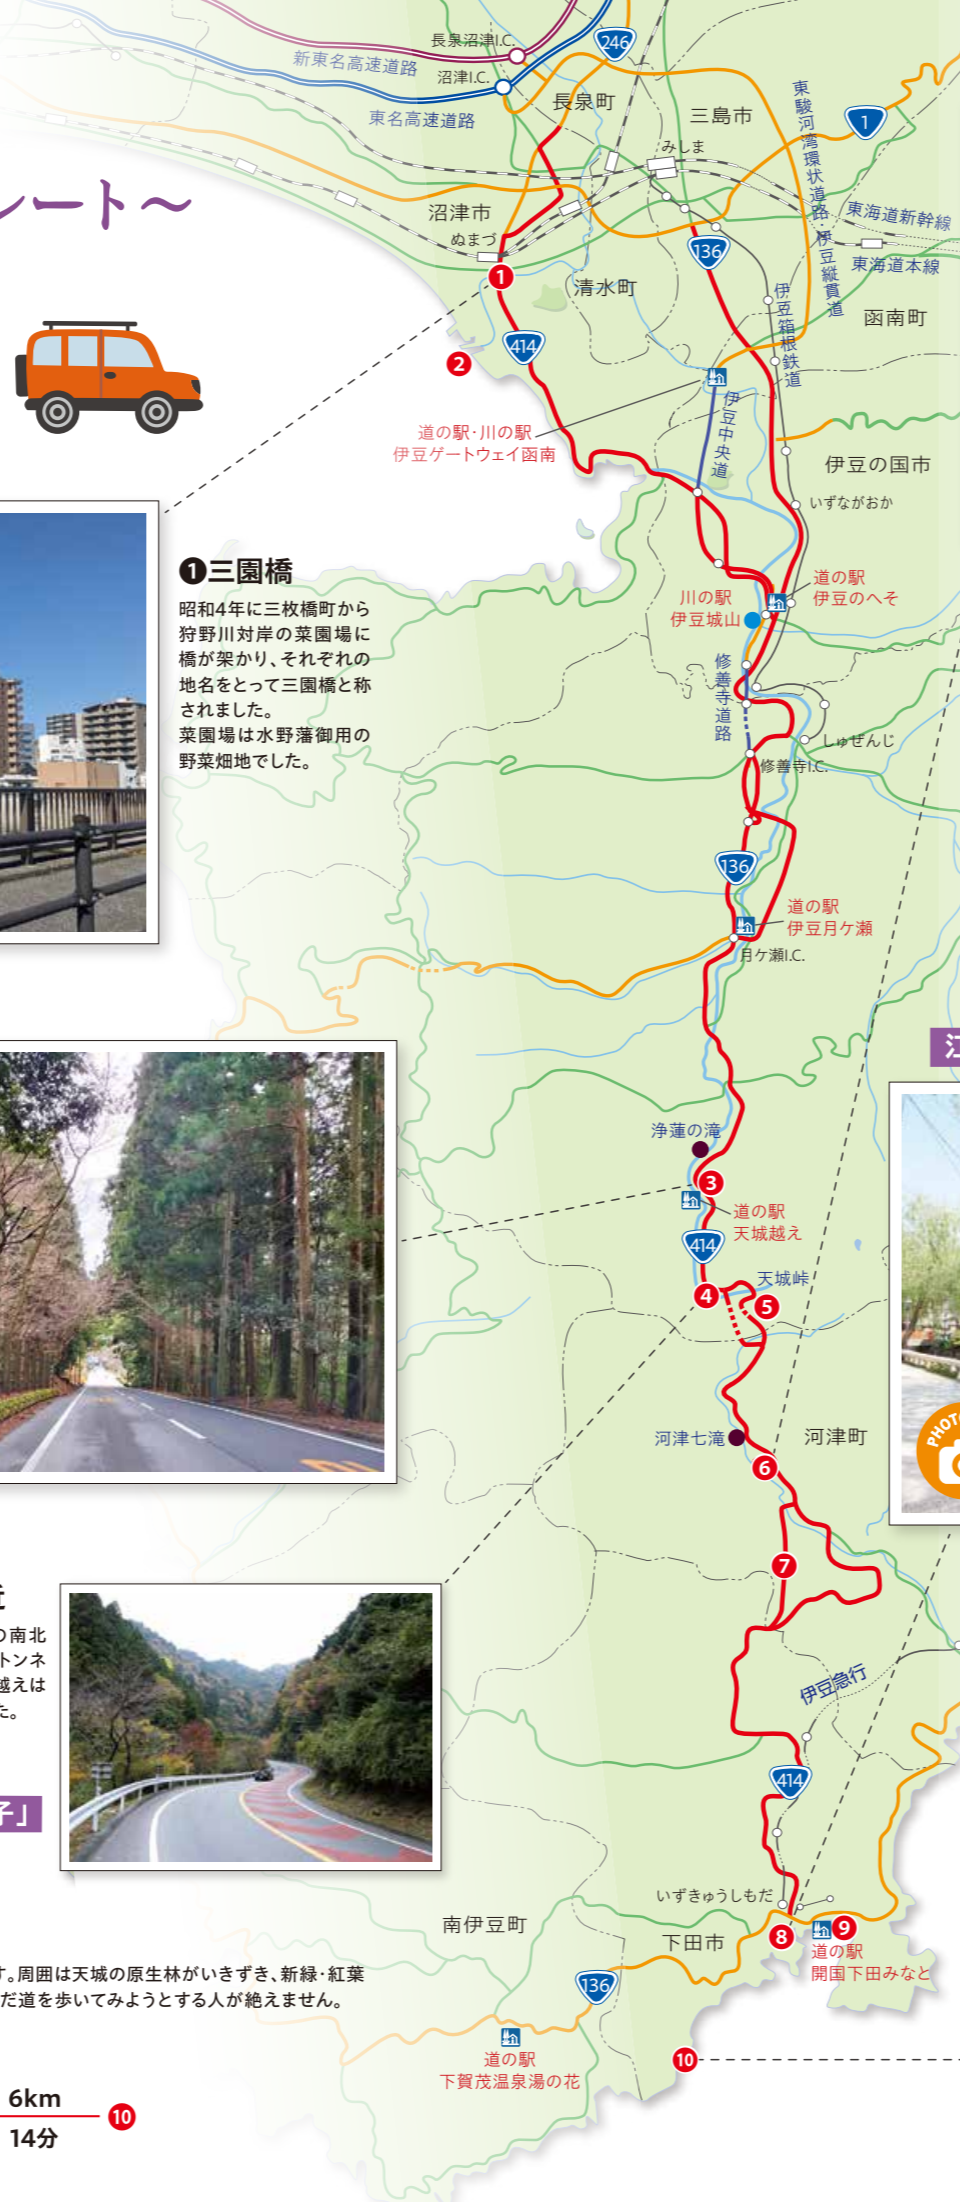 長泉沼津I.C.
246
新東名高速道路
沼津I.C.
長泉町
東名高速道路
三島市
東駿河湾環状道路・伊豆縦貫道
1
みしま
ルート〜
沼津市
ぬまづ
136
東海道新幹線
東海道本線
1
清水町
伊豆箱根鉄道
函南町
414
2
道の駅・川の駅
伊豆ゲートウェイ函南
伊豆中央道
伊豆の国市
いずながおか
❶三園橋
昭和4年に三枚橋町から
狩野川対岸の菜園場に
橋が架かり、それぞれの
地名をとって三園橋と称
されました。
菜園場は水野藩御用の
野菜畑地でした。
道の駅
伊豆のへそ
川の駅
伊豆城山
修善寺道路
しゅぜんじ
修善寺I.C.
136
道の駅
伊豆月ケ瀬
月ケ瀬I.C.
江
浄蓮の滝
3
道の駅
天城越え
414
天城峠
4
5
PHOTO
河津七滝
河津町
6
7
の南北
トンネ
越えは
た。
子」
伊豆急行
414
いずきゅうしもだ
南伊豆町
下田市
8
9
道の駅
開国下田みなと
す。周囲は天城の原生林がいきずき、新緑・紅葉
だ道を歩いてみようとする人が絶えません。
136
道の駅
下賀茂温泉湯の花
10
6km
10
14分